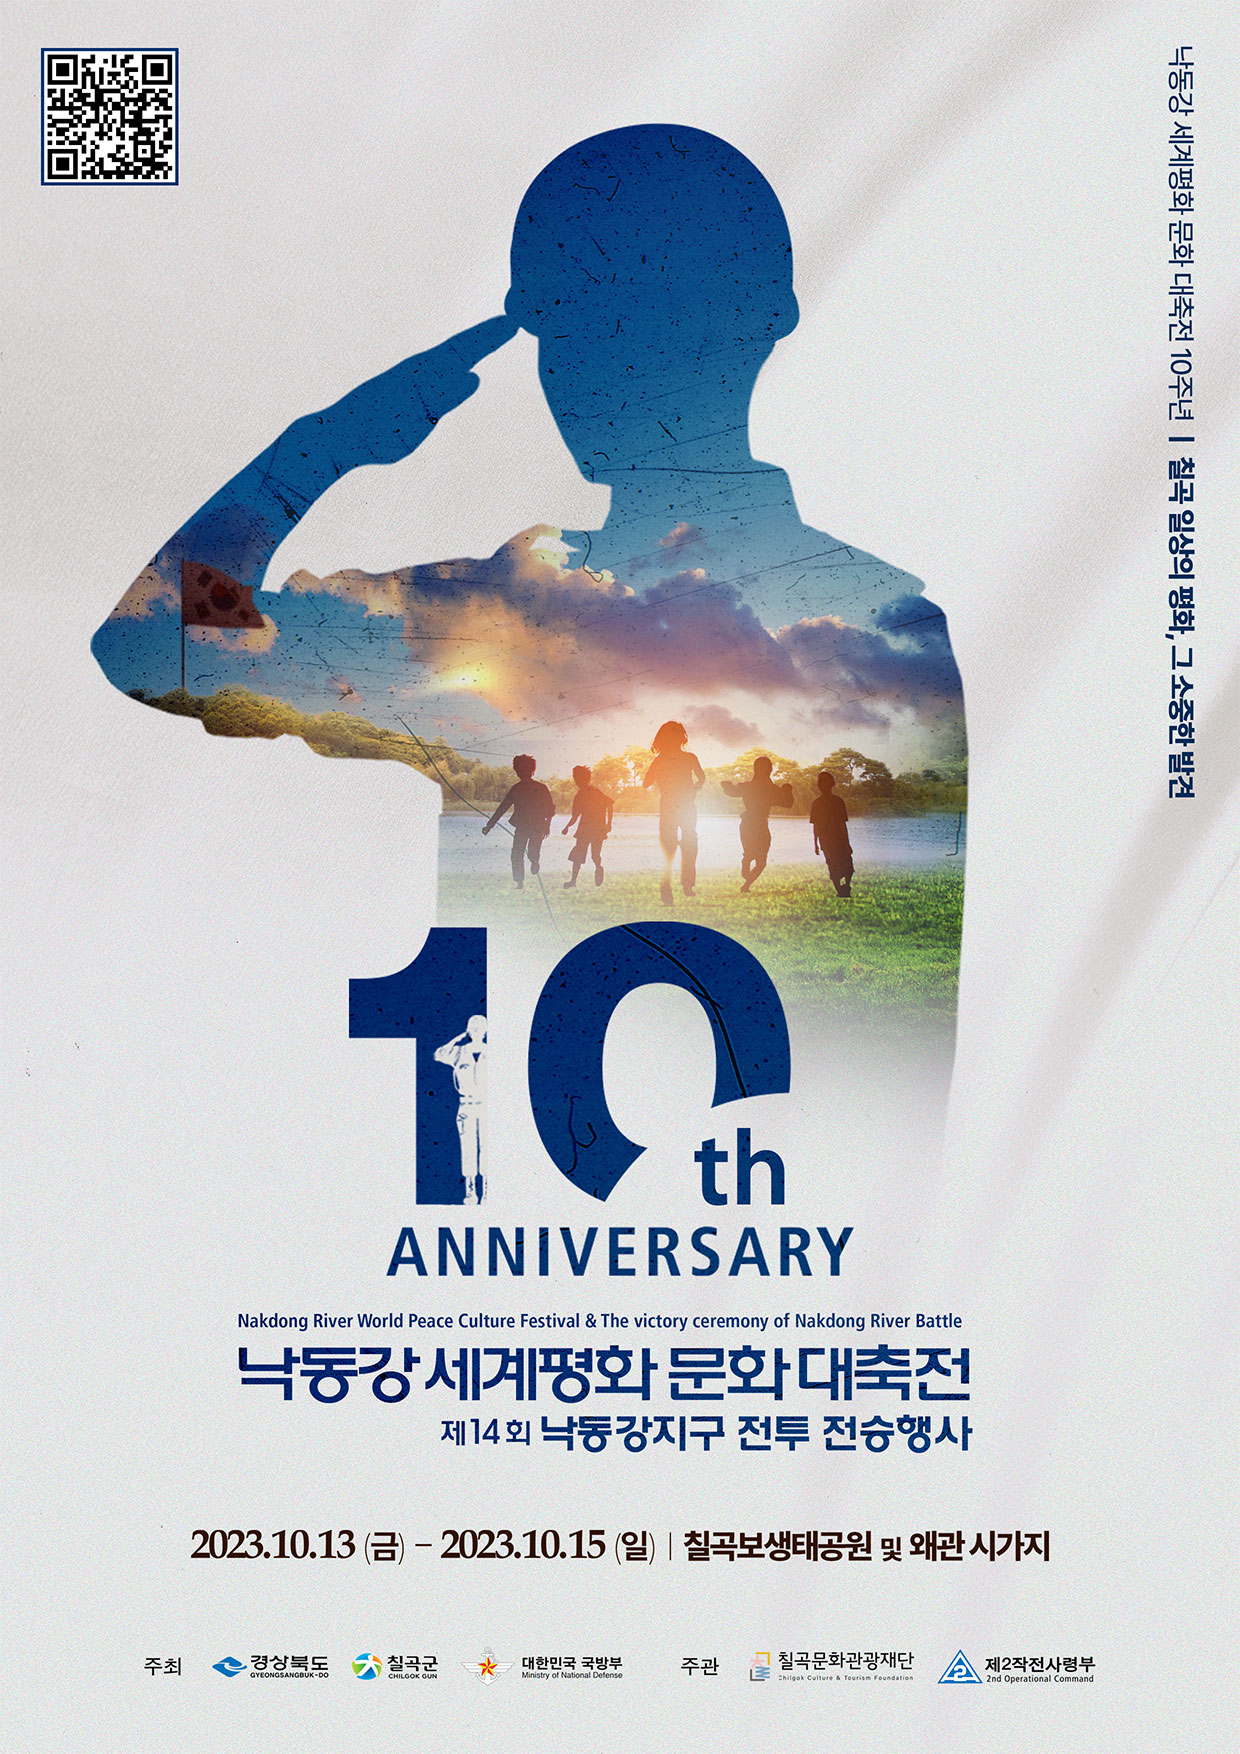 낙동강 세계평화 문화 대축전 10주년 | 칠곡 일상의 평화, 그 소중한 발견
10th
ANNIVERSARY
Nakdong River World Peace Culture Festival & The victory ceremony of Nakdong River Battle
낙동강 세계평화 문화 대축전
제14회 낙동강지구 전투 전승행사
2023.10.13 (금) - 2023.10.15 (일) | 칠곡보생태공원 및 왜관 시가지
주최 경상북도 GYEONGSANGBUK-DO 칠곡군 CHILGOK GUN 대한민국 국방부 Ministry of National Defense 주관 칠곡문화관광재단 Chilgok Culture & Tourism Foundation 제2작전사령부 2nd Operational Command